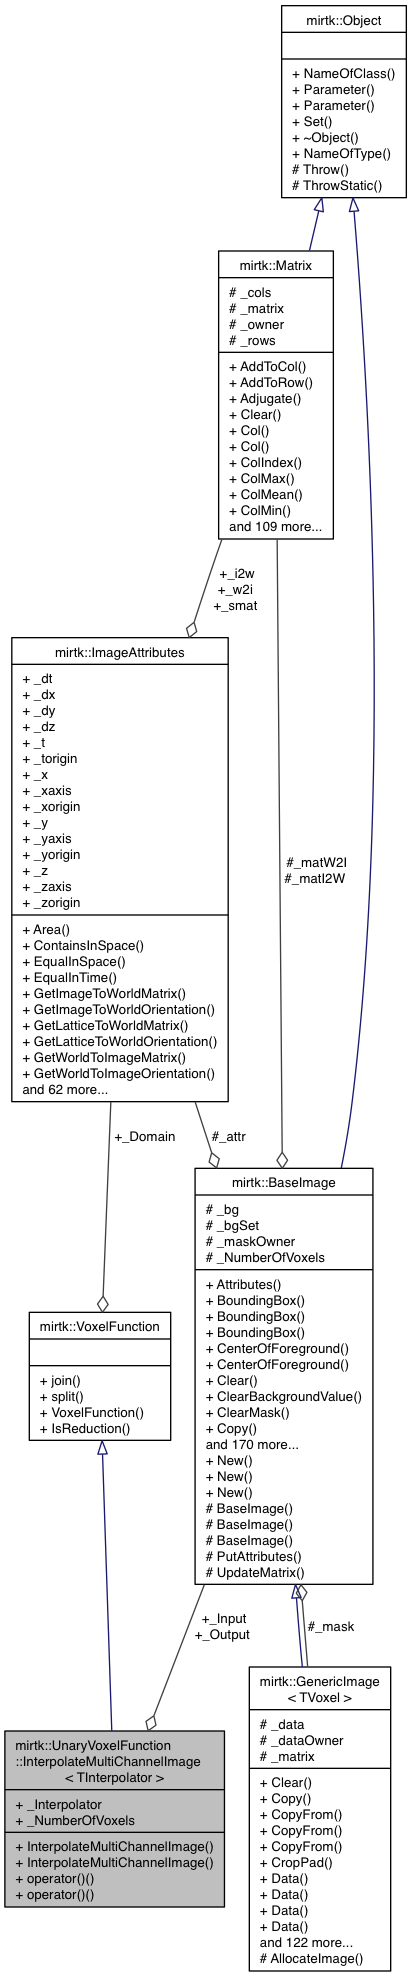 mirtk::Object
+ NameOfClass()
+ Parameter()
+ Parameter()
+ Set()
+ ~Object()
+ NameOfType()
# Throw()
# ThrowStatic()
mirtk::Matrix
# _cols
# _matrix
# _owner
# _rows
+ AddToCol()
+ AddToRow()
+ Adjugate()
+ Clear()
+ Col()
+ Col()
+ ColIndex()
+ ColMax()
+ ColMean()
+ ColMin()
and 109 more...
+_i2w
+_w2i
+_smat
mirtk::ImageAttributes
+ _dt
+ _dx
+ _dy
+ _dz
+ _t
+ _torigin
+ _x
+ _xaxis
+ _xorigin
+ _y
+ _yaxis
+ _yorigin
+ _z
+ _zaxis
+ _zorigin
+ Area()
+ ContainsInSpace()
+ EqualInSpace()
+ EqualInTime()
+ GetImageToWorldMatrix()
+ GetImageToWorldOrientation()
+ GetLatticeToWorldMatrix()
+ GetLatticeToWorldOrientation()
+ GetWorldToImageMatrix()
+ GetWorldToImageOrientation()
and 62 more...
#_matW2I
#_matI2W
+_Domain
#_attr
mirtk::BaseImage
# _bg
# _bgSet
# _maskOwner
# _NumberOfVoxels
+ Attributes()
+ BoundingBox()
+ BoundingBox()
+ BoundingBox()
+ CenterOfForeground()
+ CenterOfForeground()
+ Clear()
+ ClearBackgroundValue()
+ ClearMask()
+ Copy()
and 170 more...
+ New()
+ New()
+ New()
# BaseImage()
# BaseImage()
# BaseImage()
# PutAttributes()
# UpdateMatrix()
mirtk::VoxelFunction
+ join()
+ split()
+ VoxelFunction()
+ IsReduction()
+_Input
+_Output
#_mask
mirtk::UnaryVoxelFunction
::InterpolateMultiChannelImage
< TInterpolator >
+ _Interpolator
+ _NumberOfVoxels
+ InterpolateMultiChannelImage()
+ InterpolateMultiChannelImage()
+ operator()()
+ operator()()
mirtk::GenericImage
< TVoxel >
# _data
# _dataOwner
# _matrix
+ Clear()
+ Copy()
+ CopyFrom()
+ CopyFrom()
+ CopyFrom()
+ CropPad()
+ Data()
+ Data()
+ Data()
+ Data()
and 122 more...
# AllocateImage()